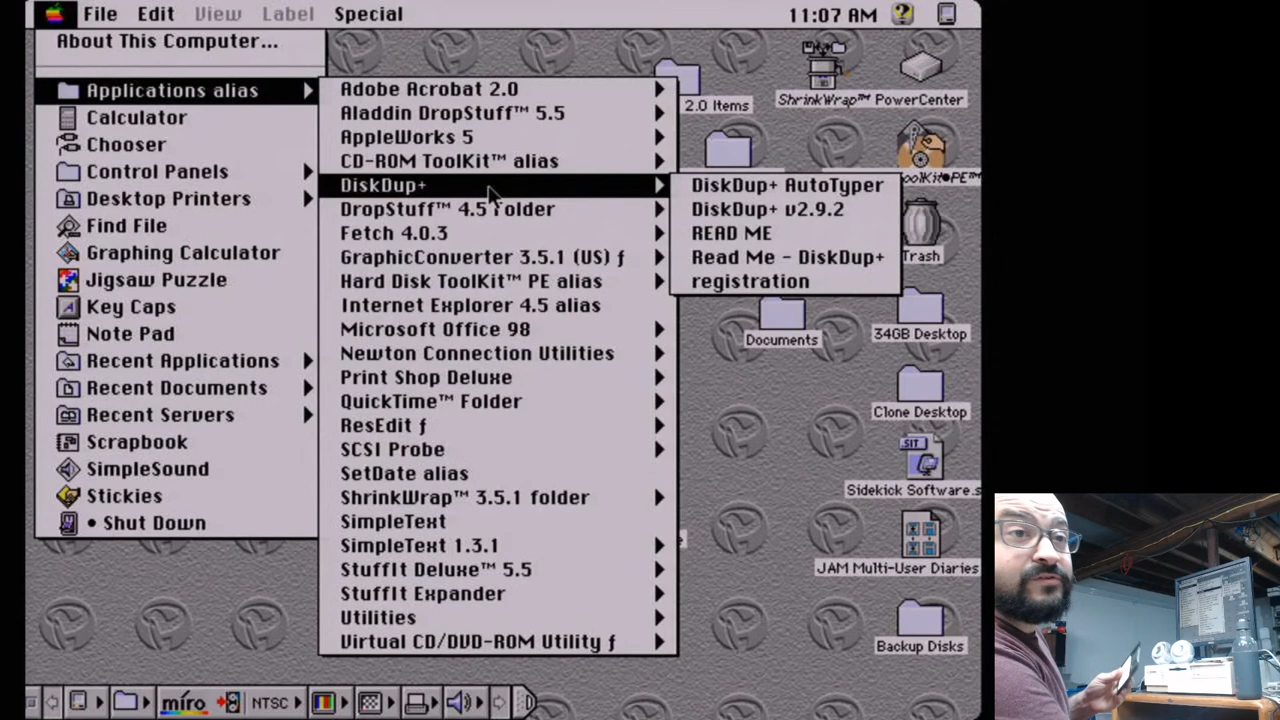 File Edit View Label Special 11:07 AM
About This Computer...
Applications alias
Calculator
Chooser
Control Panels
Desktop Printers
Find File
Graphing Calculator
Jigsaw Puzzle
Key Caps
Note Pad
Recent Applications
Recent Documents
Recent Servers
Scrapbook
SimpleSound
Stickies
• Shut Down
Adobe Acrobat 2.0
Aladdin DropStuff™ 5.5
AppleWorks 5
CD-ROM ToolKit™ alias
DiskDup+
DropStuff™ 4.5 Folder
Fetch 4.0.3
GraphicConverter 3.5.1 (US) ƒ
Hard Disk ToolKit™ PE alias
Internet Explorer 4.5 alias
Microsoft Office 98
Newton Connection Utilities
Print Shop Deluxe
QuickTime™ Folder
ResEdit ƒ
SCSI Probe
SetDate alias
ShrinkWrap™ 3.5.1 folder
SimpleText
SimpleText 1.3.1
StuffIt Deluxe™ 5.5
StuffIt Expander
Utilities
Virtual CD/DVD-ROM Utility ƒ
DiskDup+ AutoTyper
DiskDup+ v2.9.2
READ ME
Read Me - DiskDup+
registration
2.0 Items
ShrinkWrap™
PowerCenter
oolKit•PE™
Trash
Documents
34GB Desktop
Clone Desktop
SIT
Sidekick Software.s
JAM Multi-User Diaries
Backup Disks
miro NTSC